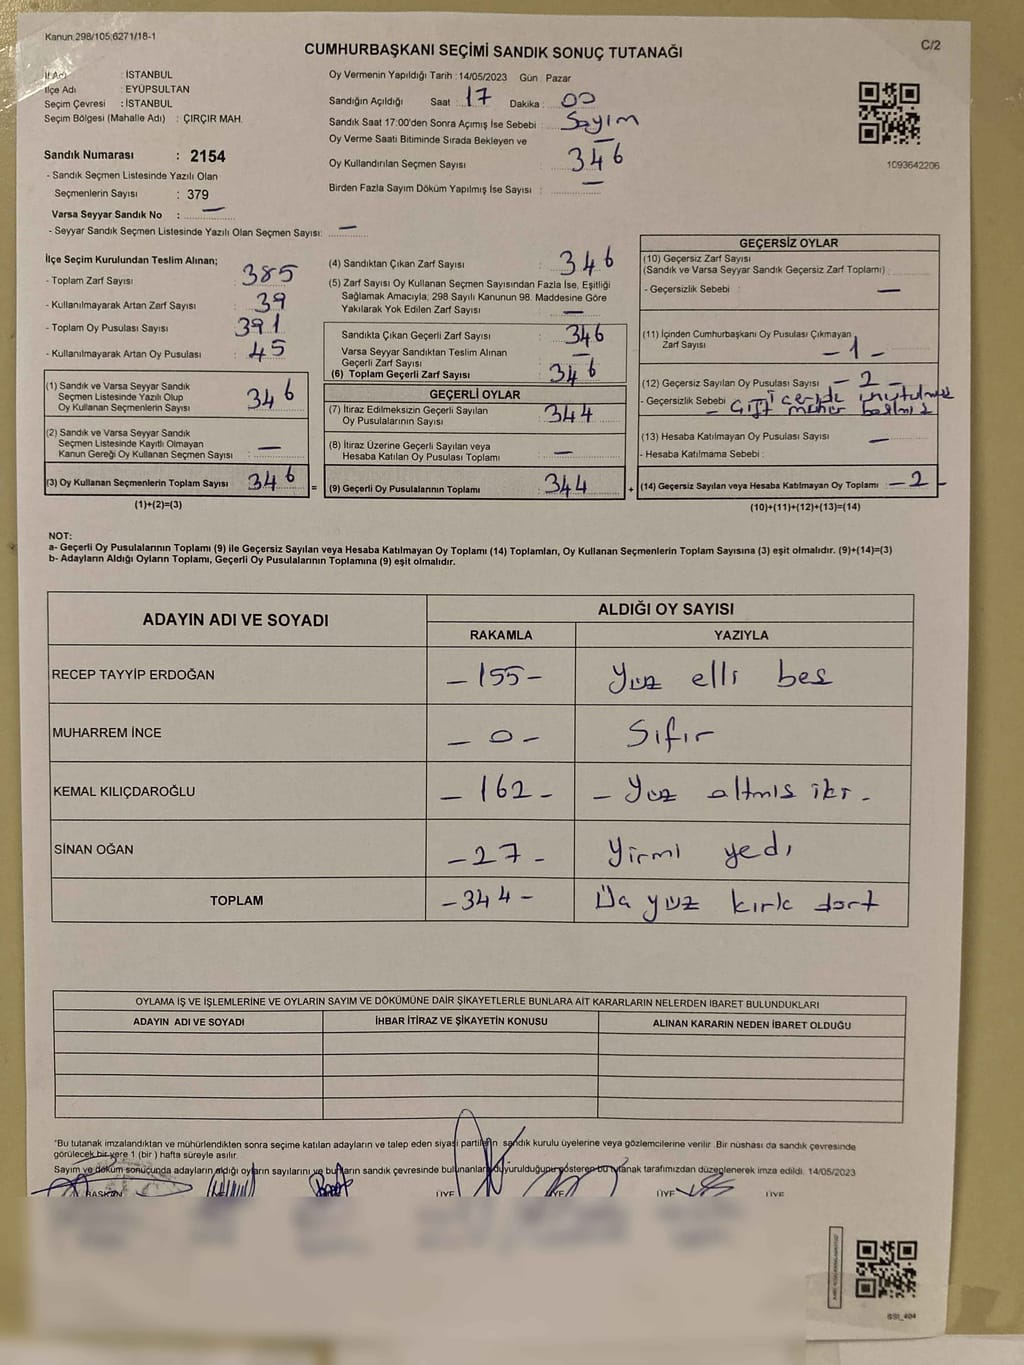 Kanun 298/105,6271/18-1
C/2
CUMHURBAŞKANI SEÇİMİ SANDIK SONUÇ TUTANAĞI
İl Adı : İSTANBUL
İlçe Adı : EYÜPSULTAN
Seçim Çevresi : İSTANBUL
Seçim Bölgesi (Mahalle Adı) : ÇIRÇIR MAH.
Sandık Numarası : 2154
- Sandık Seçmen Listesinde Yazılı Olan
Seçmenlerin Sayısı : 379
Varsa Seyyar Sandık No : —
- Seyyar Sandık Seçmen Listesinde Yazılı Olan Seçmen Sayısı: —
Oy Vermenin Yapıldığı Tarih : 14/05/2023 Gün : Pazar
Sandığın Açıldığı Saat : 17 Dakika : 00
Sandık Saat 17:00'den Sonra Açımış İse Sebebi : Sayım
Oy Verme Saati Bitiminde Sırada Bekleyen ve
Oy Kullandırılan Seçmen Sayısı : 346
Birden Fazla Sayım Döküm Yapılmış İse Sayısı : —
1093642206
İlçe Seçim Kurulundan Teslim Alınan;
- Toplam Zarf Sayısı : 385
- Kullanılmayarak Artan Zarf Sayısı : 39
- Toplam Oy Pusulası Sayısı : 391
- Kullanılmayarak Artan Oy Pusulası : 45
(1) Sandık ve Varsa Seyyar Sandık
Seçmen Listesinde Yazılı Olup
Oy Kullanan Seçmenlerin Sayısı : 346
(2) Sandık ve Varsa Seyyar Sandık
Seçmen Listesinde Kayıtlı Olmayan
Kanun Gereği Oy Kullanan Seçmen Sayısı : —
(3) Oy Kullanan Seçmenlerin Toplam Sayısı : 346
(1)+(2)=(3)
=
(4) Sandıktan Çıkan Zarf Sayısı : 346
(5) Zarf Sayısı Oy Kullanan Seçmen Sayısından Fazla İse, Eşitliği
Sağlamak Amacıyla; 298 Sayılı Kanunun 98. Maddesine Göre
Yakılarak Yok Edilen Zarf Sayısı : —
Sandıkta Çıkan Geçerli Zarf Sayısı : 346
Varsa Seyyar Sandıktan Teslim Alınan
Geçerli Zarf Sayısı : —
(6) Toplam Geçerli Zarf Sayısı : 346
GEÇERLİ OYLAR
(7) İtiraz Edilmeksizin Geçerli Sayılan
Oy Pusulalarının Sayısı : 344
(8) İtiraz Üzerine Geçerli Sayılan veya
Hesaba Katılan Oy Pusulası Toplamı : —
(9) Geçerli Oy Pusulalarının Toplamı : 344
+
GEÇERSİZ OYLAR
(10) Geçersiz Zarf Sayısı
(Sandık ve Varsa Seyyar Sandık Geçersiz Zarf Toplamı) :
- Geçersizlik Sebebi : —
(11) İçinden Cumhurbaşkanı Oy Pusulası Çıkmayan
Zarf Sayısı : - 1 -
(12) Geçersiz Sayılan Oy Pusulası Sayısı : - 2 -
- Geçersizlik Sebebi - içeride unutulmuş
- çift mühür basılmış
(13) Hesaba Katılmayan Oy Pusulası Sayısı : —
- Hesaba Katılmama Sebebi :
(14) Geçersiz Sayılan veya Hesaba Katılmayan Oy Toplamı - 2 -
(10)+(11)+(12)+(13)=(14)
NOT:
a- Geçerli Oy Pusulalarının Toplamı (9) ile Geçersiz Sayılan veya Hesaba Katılmayan Oy Toplamı (14) Toplamları, Oy Kullanan Seçmenlerin Toplam Sayısına (3) eşit olmalıdır. (9)+(14)=(3)
b- Adayların Aldığı Oyların Toplamı, Geçerli Oy Pusulalarının Toplamına (9) eşit olmalıdır.
ADAYIN ADI VE SOYADI
ALDIĞI OY SAYISI
RAKAMLA YAZIYLA
RECEP TAYYİP ERDOĞAN - 155 - Yüz elli beş
MUHARREM İNCE - 0 - Sıfır
KEMAL KILIÇDAROĞLU - 162 - - Yüz altmış iki -
SİNAN OĞAN - 27 - Yirmi yedi
TOPLAM - 344 - Üç yüz kırk dört
OYLAMA İŞ VE İŞLEMLERİNE VE OYLARIN SAYIM VE DÖKÜMÜNE DAİR ŞİKAYETLERLE BUNLARA AİT KARARLARIN NELERDEN İBARET BULUNDUKLARI
ADAYIN ADI VE SOYADI İHBAR İTİRAZ VE ŞİKAYETİN KONUSU ALINAN KARARIN NEDEN İBARET OLDUĞU
*Bu tutanak imzalandıktan ve mühürlendikten sonra seçime katılan adayların ve talep eden siyasi partilerin sandık kurulu üyelerine veya gözlemcilerine verilir. Bir nüshası da sandık çevresinde
görülecek bir yere 1 (bir) hafta süreyle asılır.
Sayım ve döküm sonucunda adayların aldığı oyların sayılarını ve bunların sandık çevresinde bulunanlara duyurulduğunu gösteren bu tutanak tarafımızdan düzenlenerek imza edildi. 14/05/2023
BAŞKAN ÜYE ÜYE ÜYE ÜYE
SSI_404